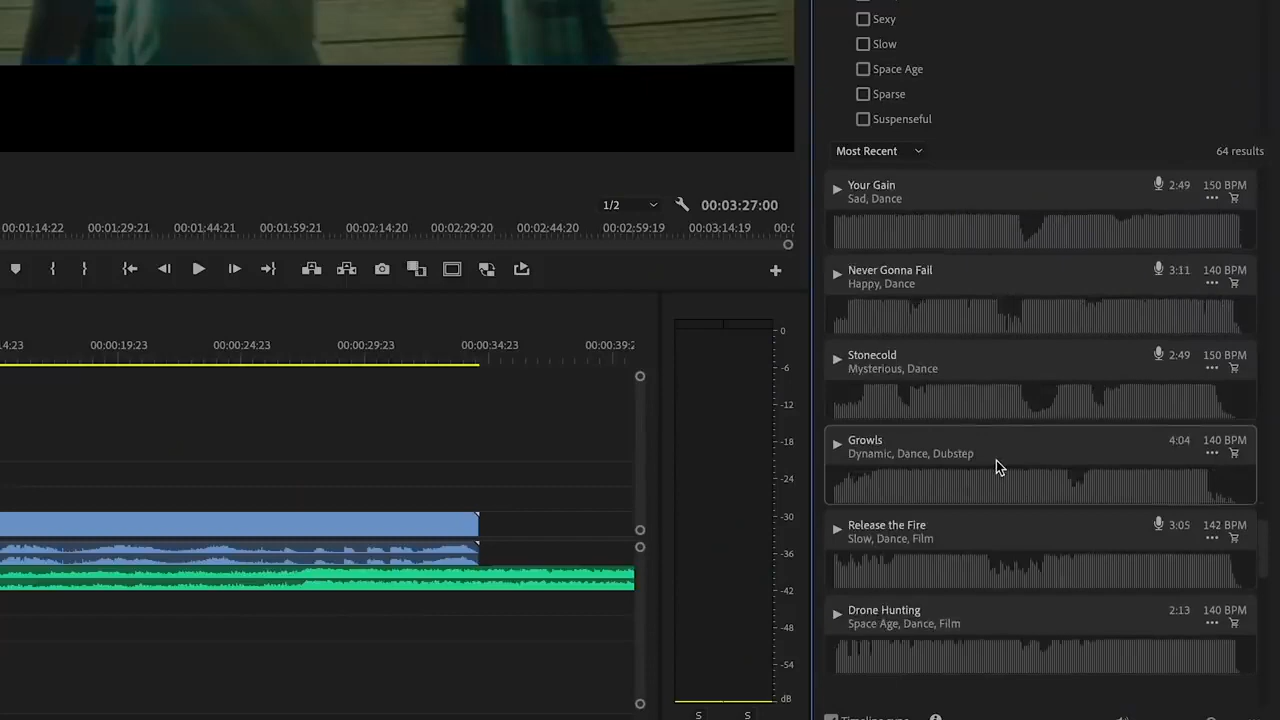 Sexy
Slow
Space Age
Sparse
Suspenseful
Most Recent
64 results
Your Gain 2:49 150 BPM
Sad, Dance
1/2 00:03:27:00
00:01:14:22 00:01:29:21 00:01:44:21 00:01:59:21 00:02:14:20 00:02:29:20 00:02:44:20 00:02:59:19 00:03:14:19 00:0
Never Gonna Fail 3:11 140 BPM
Happy, Dance
14:23 00:00:19:23 00:00:24:23 00:00:29:23 00:00:34:23 00:00:39:2
0
-6
-12
-18
-24
-30
-36
-42
-48
-54
dB
S S
Stonecold 2:49 150 BPM
Mysterious, Dance
Growls 4:04 140 BPM
Dynamic, Dance, Dubstep
Release the Fire 3:05 142 BPM
Slow, Dance, Film
Drone Hunting 2:13 140 BPM
Space Age, Dance, Film